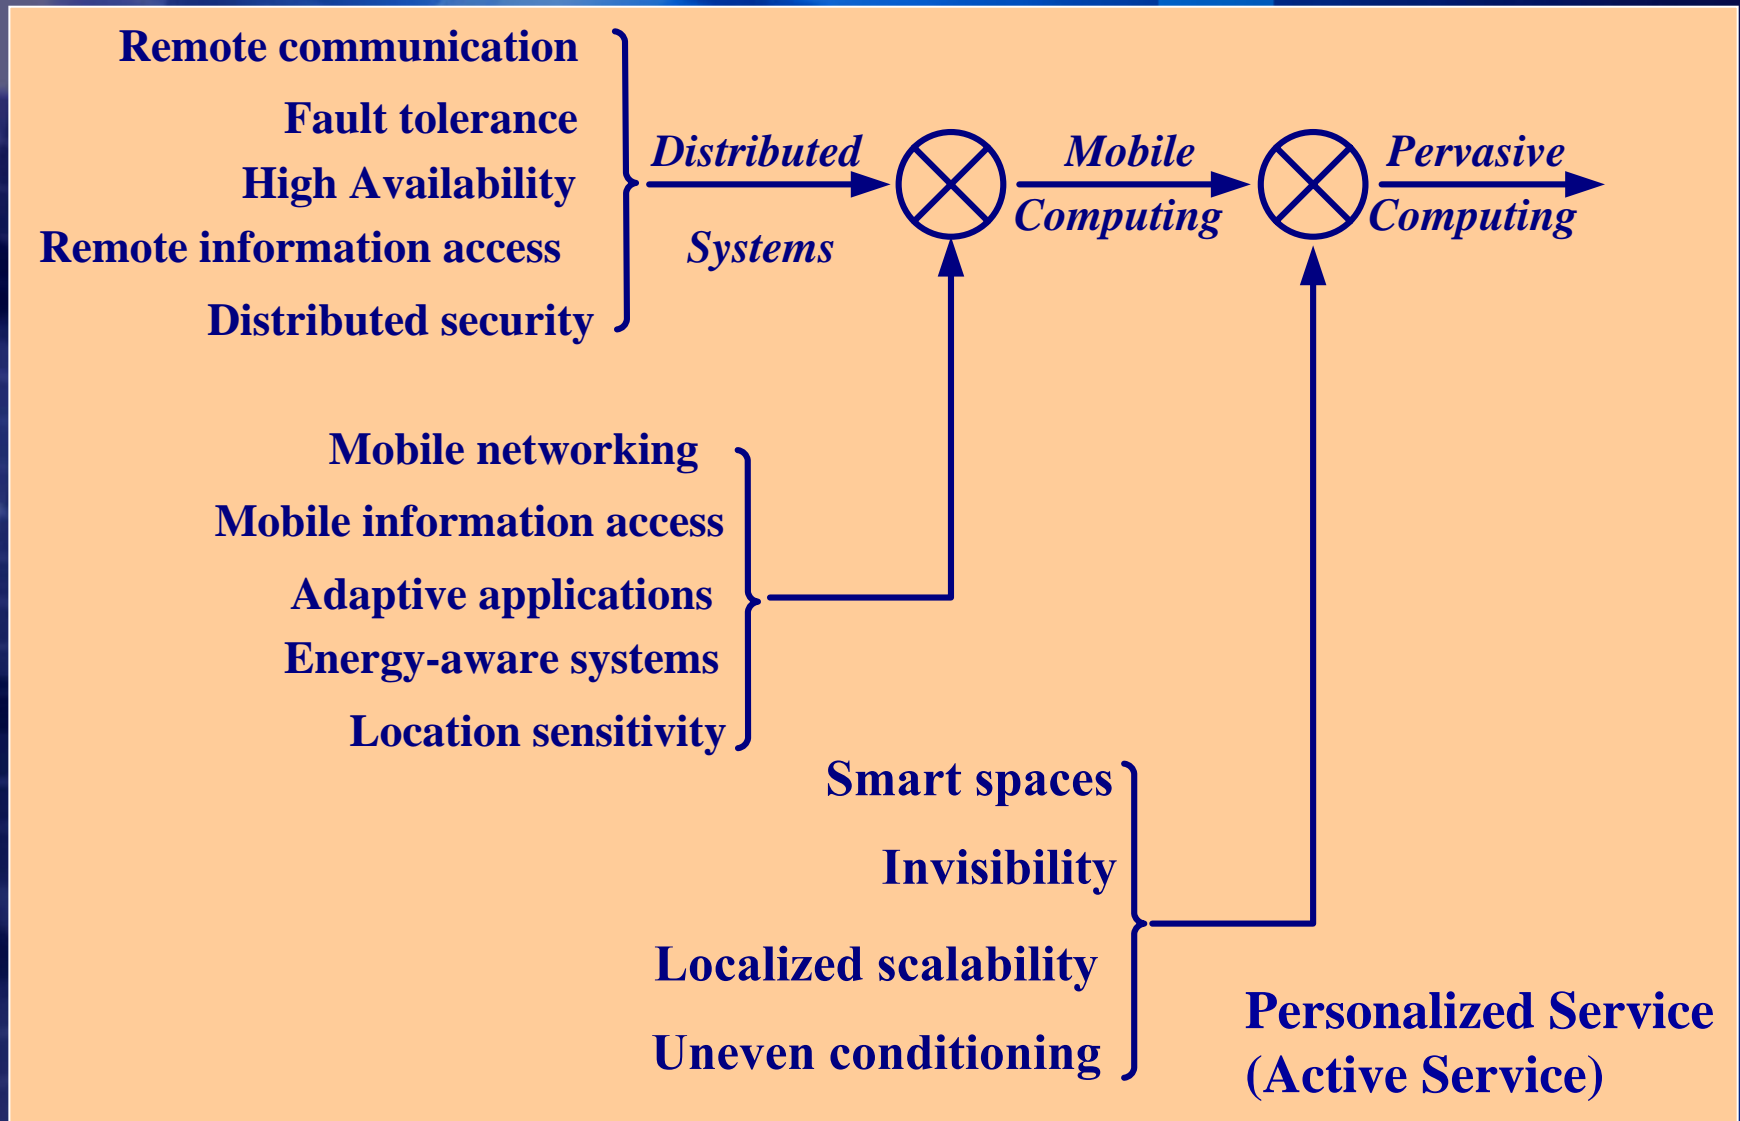 Remote communication
Fault tolerance
High Availability
Remote information access
Distributed security
Distributed
Systems
Mobile
Computing
Pervasive
Computing
Mobile networking
Mobile information access
Adaptive applications
Energy-aware systems
Location sensitivity
Smart spaces
Invisibility
Localized scalability
Uneven conditioning
Personalized Service
(Active Service)